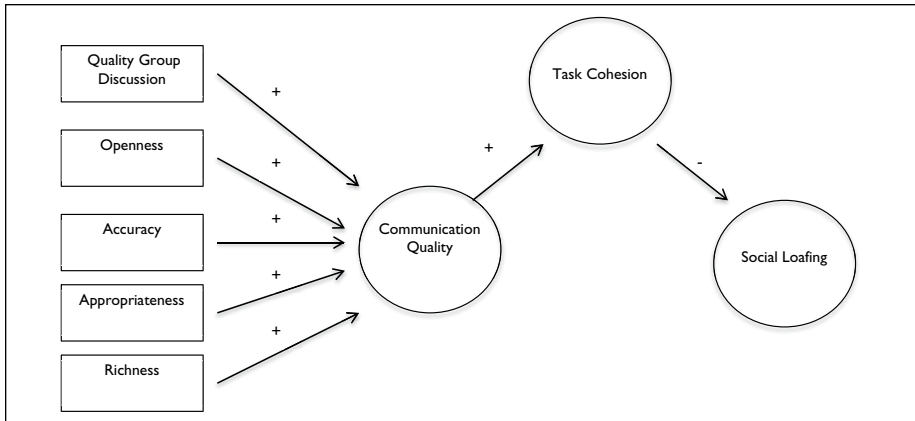 Quality Group
Discussion
+
Openness
+
Accuracy
+
Appropriateness
+
Richness
+
Communication
Quality
+
Task Cohesion
-
Social Loafing